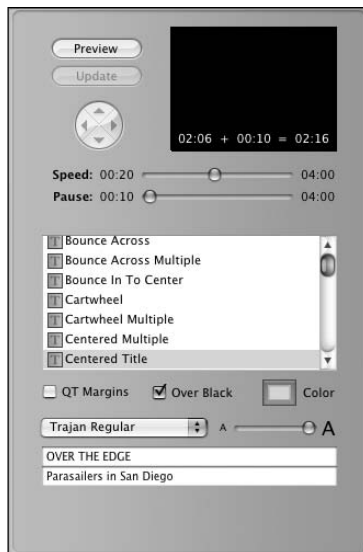 Preview
Update
02:06 + 00:10 = 02:16
Speed: 00:20 04:00
Pause: 00:10 04:00
Bounce Across
Bounce Across Multiple
Bounce In To Center
Cartwheel
Cartwheel Multiple
Centered Multiple
Centered Title
QT Margins Over Black Color
Trajan Regular A A
OVER THE EDGE
Parasailers in San Diego